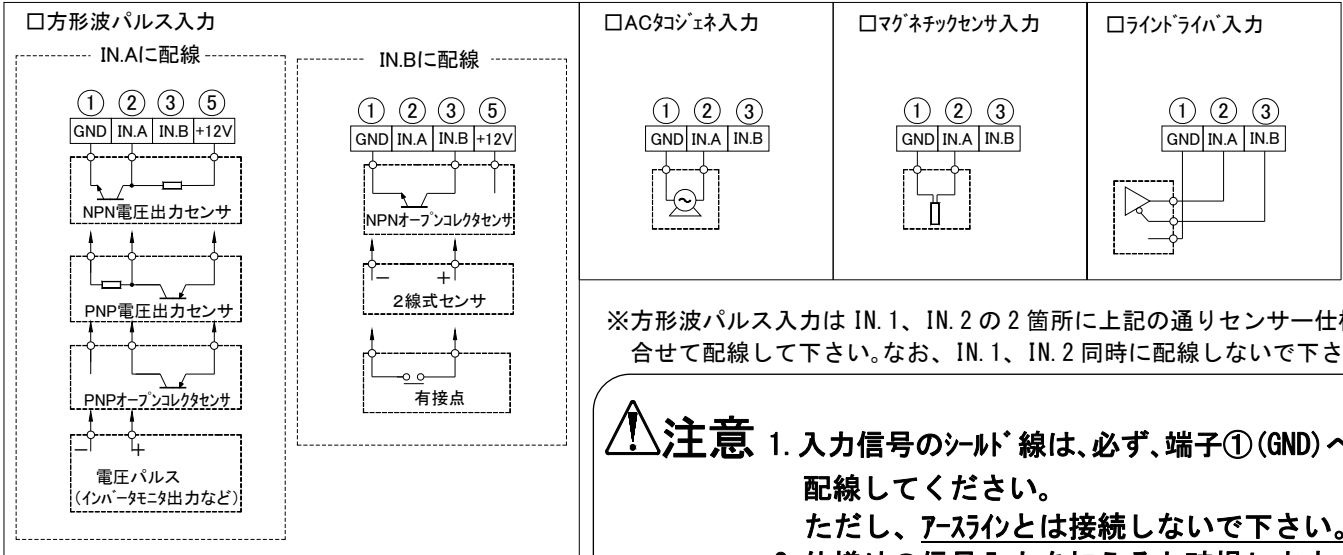 □方形波パルス入力
IN.Aに配線
① ② ③ ⑤
GND IN.A IN.B +12V
NPN電圧出力センサ
PNP電圧出力センサ
PNPオープンコレクタセンサ
− +
電圧パルス
(インバータモニタ出力など)
IN.Bに配線
① ② ③ ⑤
GND IN.A IN.B +12V
NPNオープンコレクタセンサ
− +
2線式センサ
有接点
□ACタコジェネ入力
① ② ③
GND IN.A IN.B
□マグネチックセンサ入力
① ② ③
GND IN.A IN.B
□ラインドライバ入力
① ② ③
GND IN.A IN.B
※方形波パルス入力は IN.1、IN.2 の 2 箇所に上記の通りセンサー仕
合せて配線して下さい。なお、IN.1、IN.2 同時に配線しないで下さ
注意 1.入力信号のシールド線は、必ず、端子①(GND)へ
配線してください。
ただし、アースラインとは接続しないで下さい。